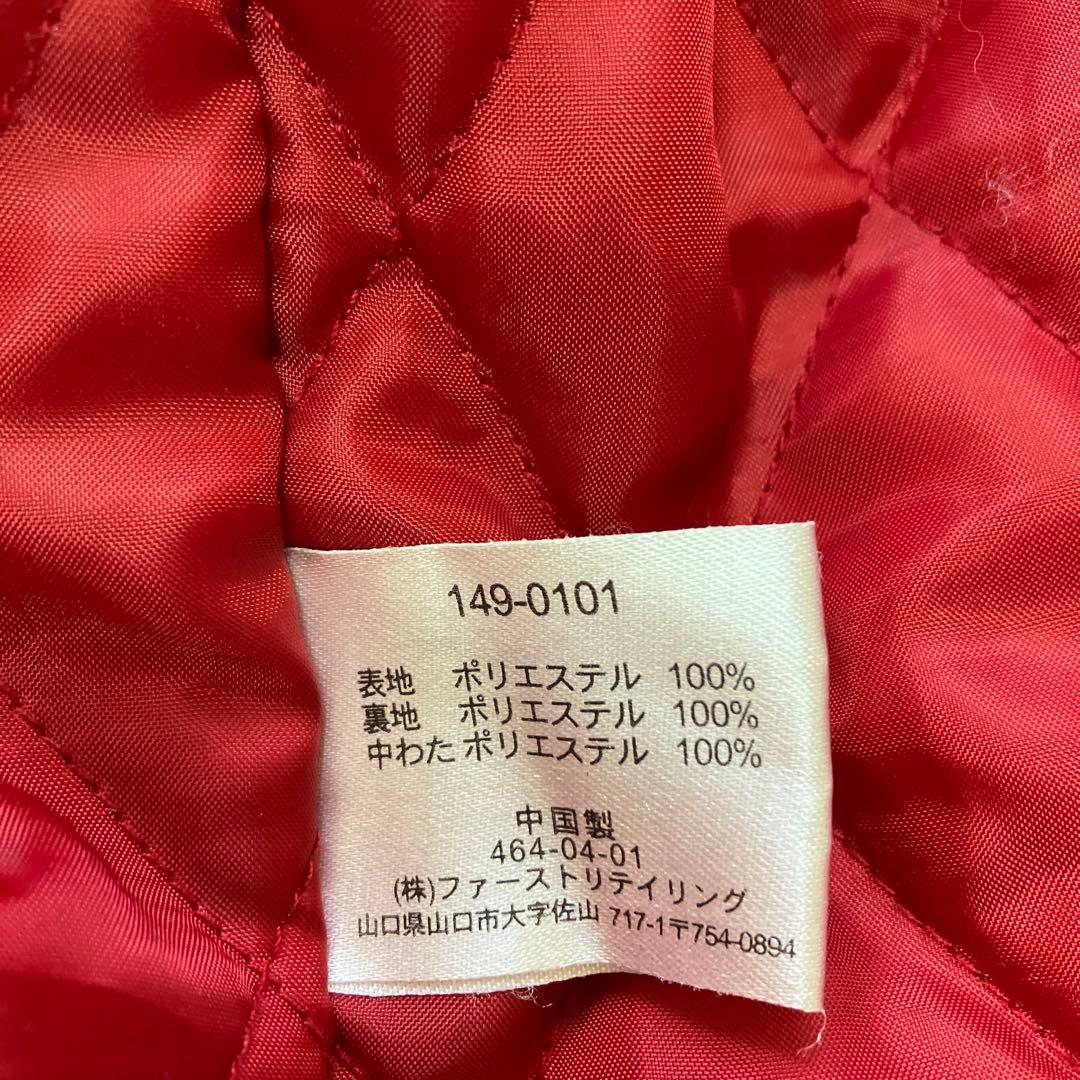 149-0101
表地 ポリエステル 100%
裏地 ポリエステル 100%
中わた ポリエステル 100%
中国製
464-04-01
(株)ファーストリテイリング
山口県山口市大字佐山 717-1〒754-0894